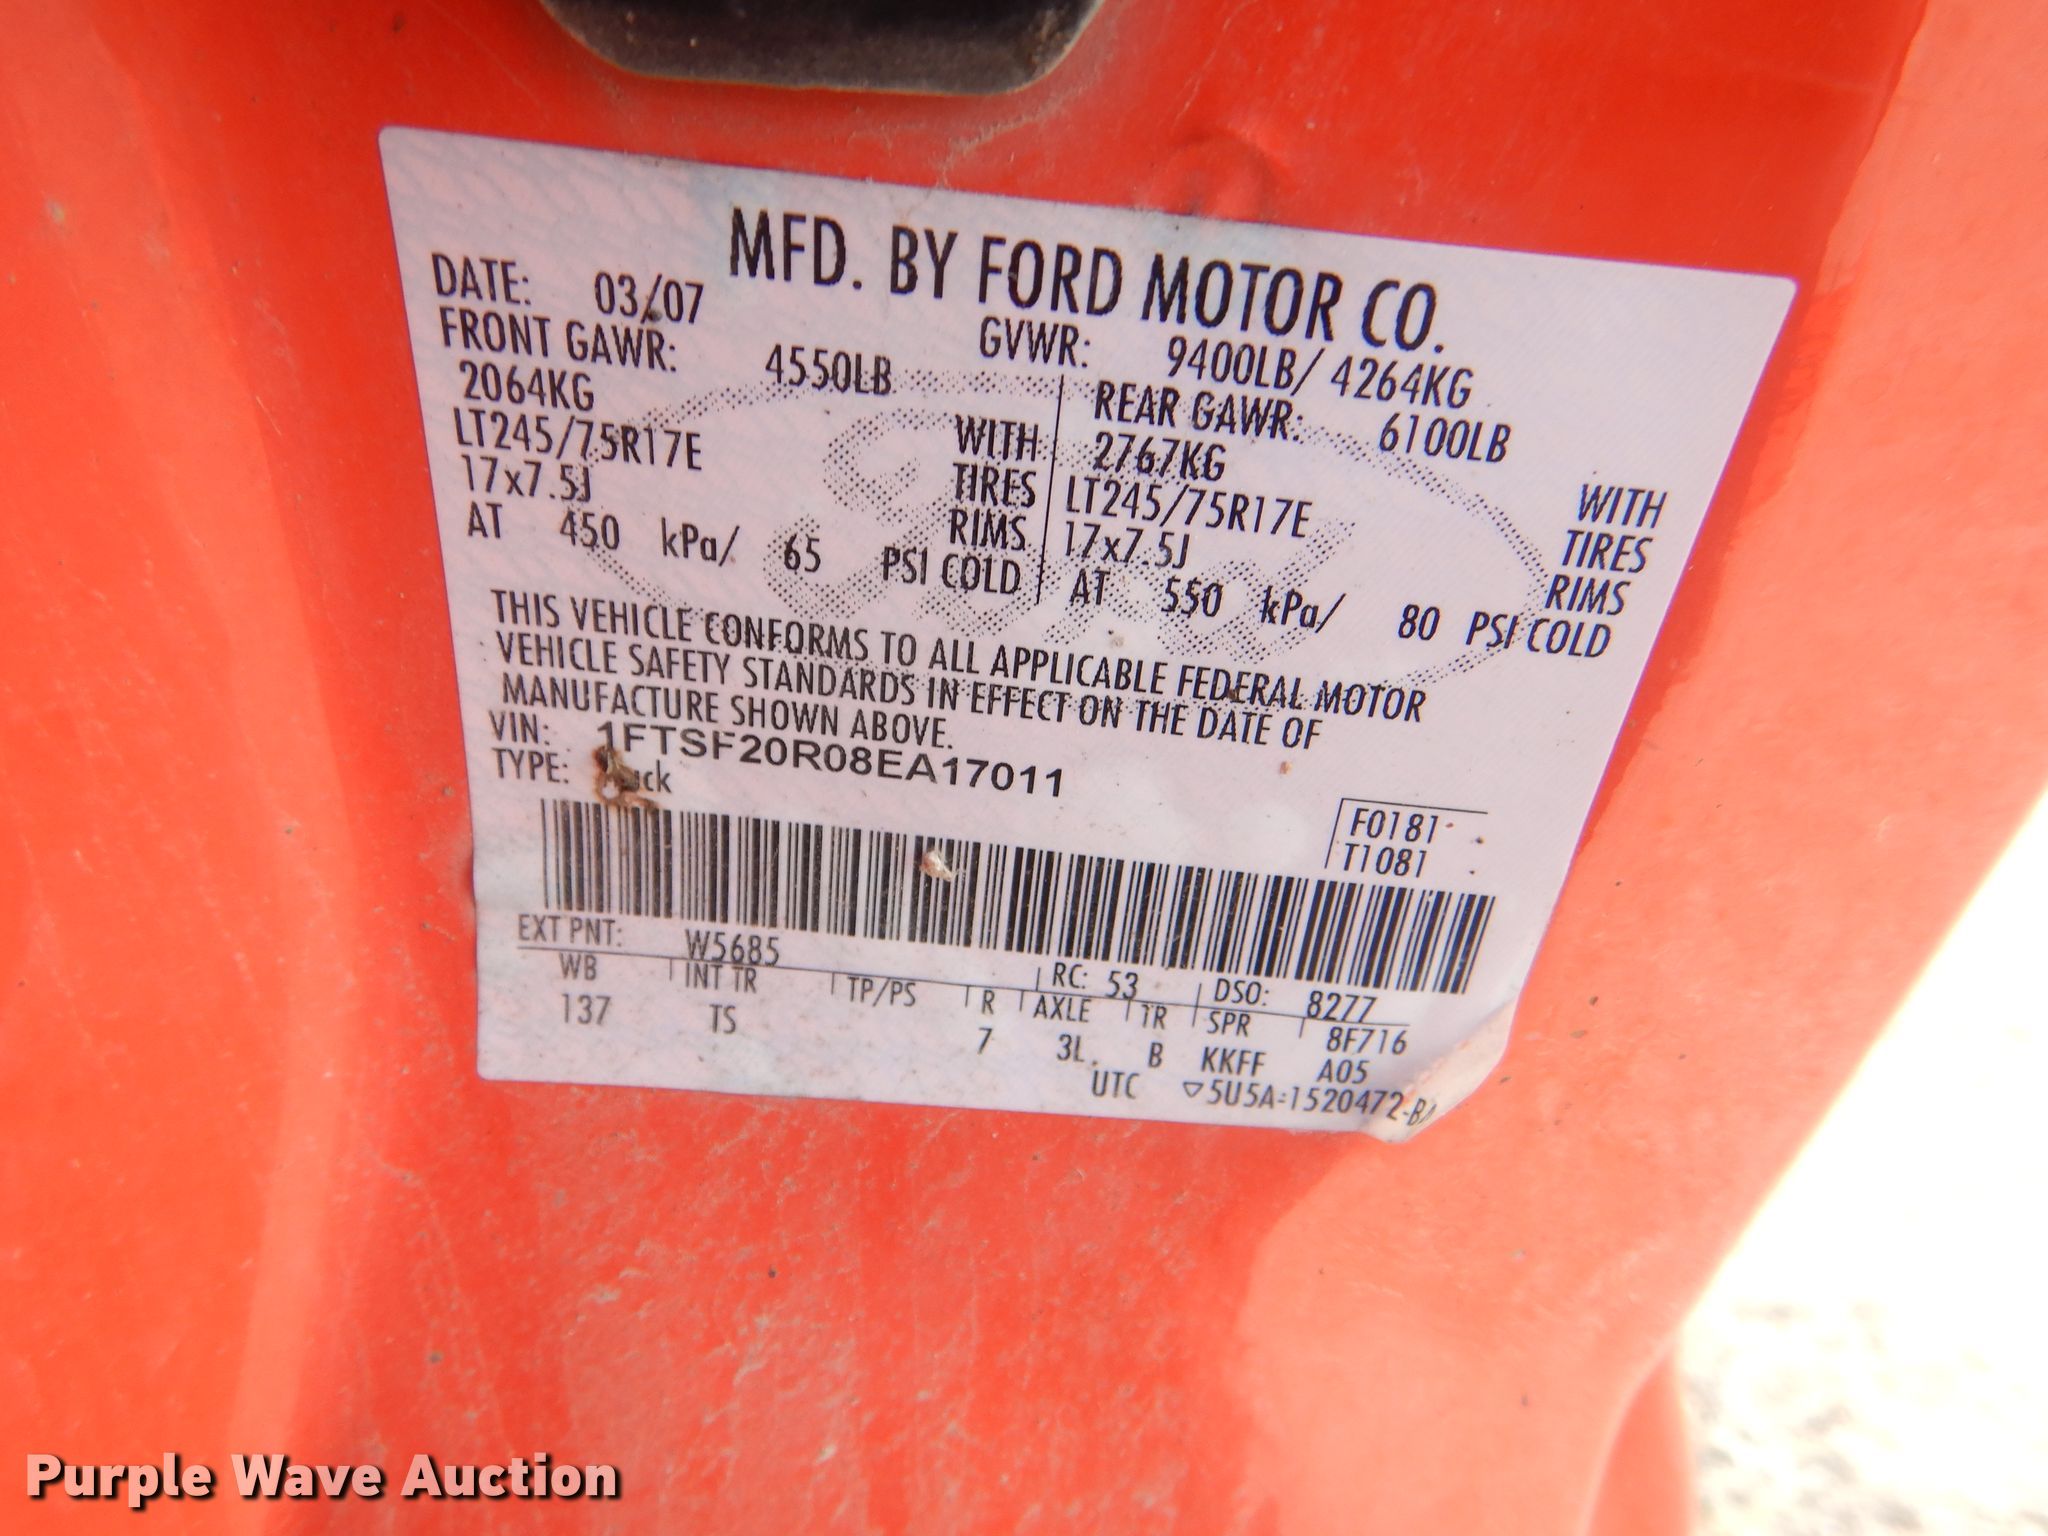 MFD. BY FORD MOTOR CO.
DATE: 03/07 GVWR: 9400LB/ 4264KG
FRONT GAWR: 4550LB REAR GAWR: 6100LB
2064KG WITH 2767KG WITH
LT245/75R17E TIRES LT245/75R17E TIRES
17x7.5J RIMS 17x7.5J RIMS
AT 450 kPa/ 65 PSI COLD AT 550 kPa/ 80 PSI COLD
THIS VEHICLE CONFORMS TO ALL APPLICABLE FEDERAL MOTOR
VEHICLE SAFETY STANDARDS IN EFFECT ON THE DATE OF
MANUFACTURE SHOWN ABOVE.
VIN: 1FTSF20R08EA17011
TYPE:
F0181
T1081
EXT PNT: W5685 RC: 53 DSO: 8277
WB INT TR TP/PS R AXLE TR SPR 8F716
137 TS 7 3L B KKFF A05
UTC ▽5U5A-1520472-BA
Purple Wave Auction